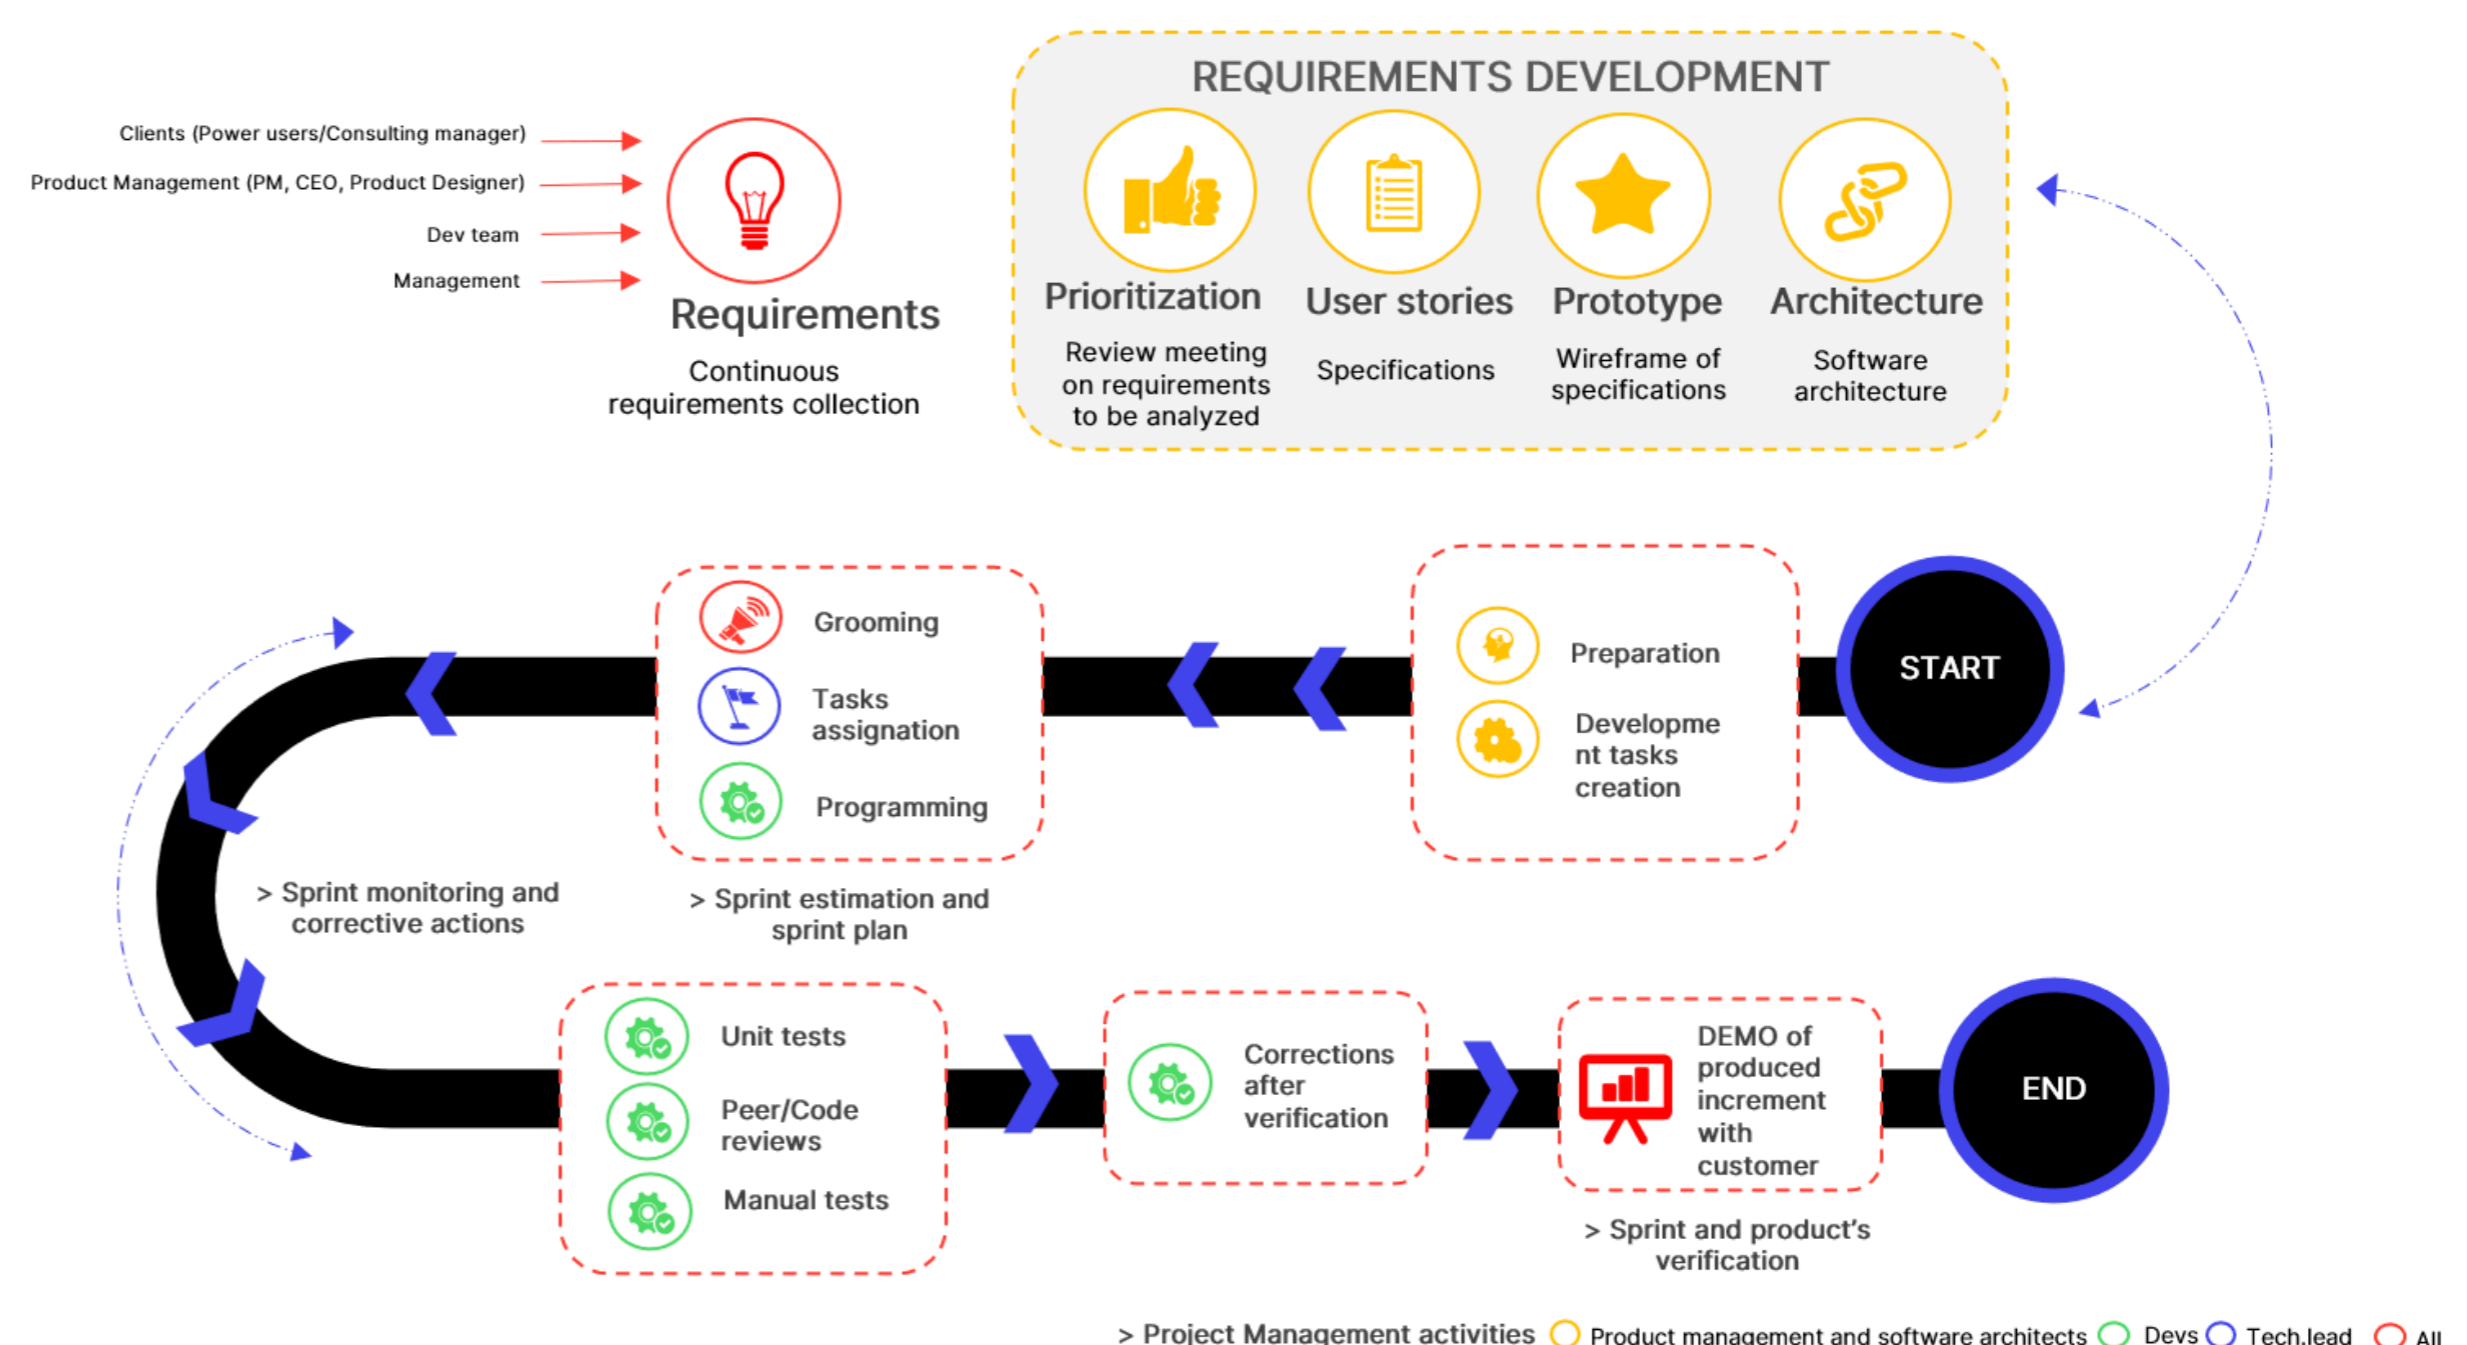 REQUIREMENTS DEVELOPMENT
Clients (Power users/Consulting manager)
Product Management (PM, CEO, Product Designer)
Dev team
Management
Requirements
Continuous
requirements collection
Prioritization
Review meeting
on requirements
to be analyzed
User stories
Specifications
Prototype
Wireframe of
specifications
Architecture
Software
architecture
START
Preparation
Developme
nt tasks
creation
Grooming
Tasks
assignation
Programming
> Sprint estimation and
sprint plan
> Sprint monitoring and
corrective actions
Unit tests
Peer/Code
reviews
Manual tests
Corrections
after
verification
DEMO of
produced
increment
with
customer
> Sprint and product’s
verification
END
> Project Management activities
Product management and software architects
Devs
Tech.lead
All